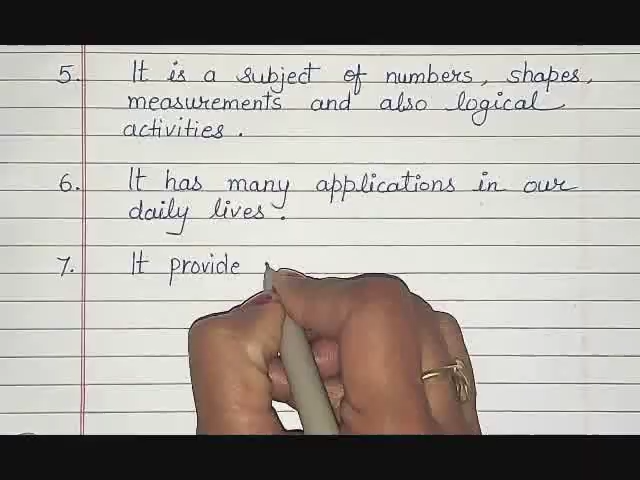 5. It is a subject of numbers, shapes,
measurements and also logical
activities.
6. It has many applications in our
daily lives.
7. It provide